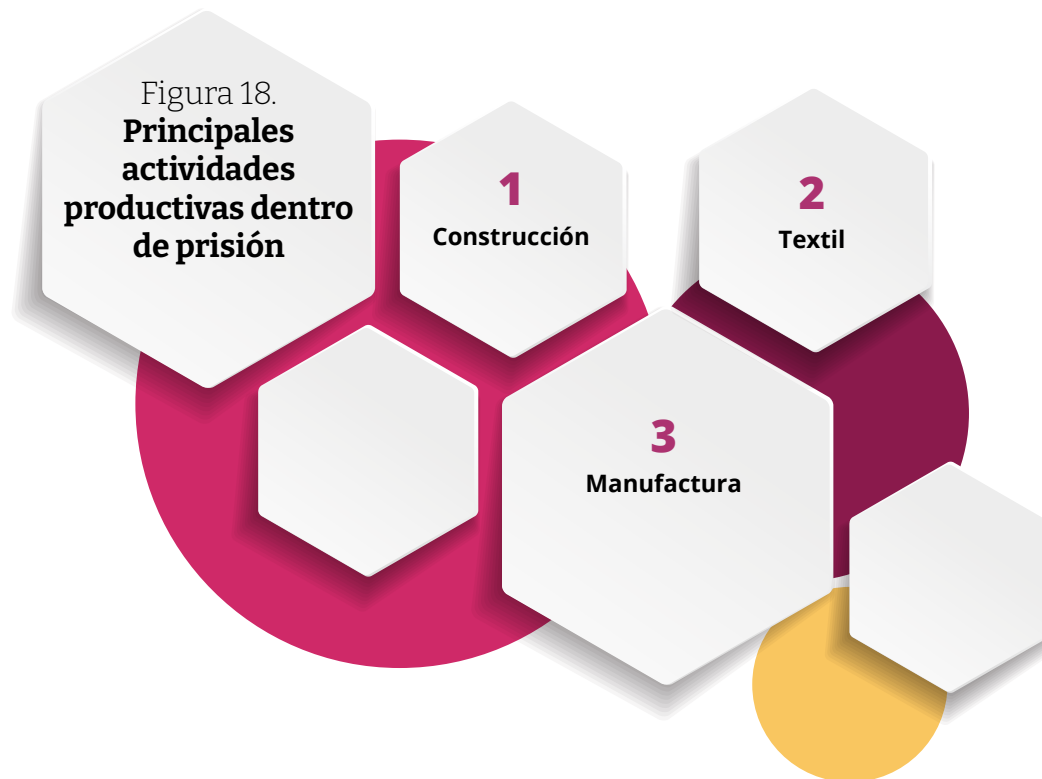 Figura 18.
Principales
actividades
productivas dentro
de prisión
1
Construcción
2
Textil
3
Manufactura